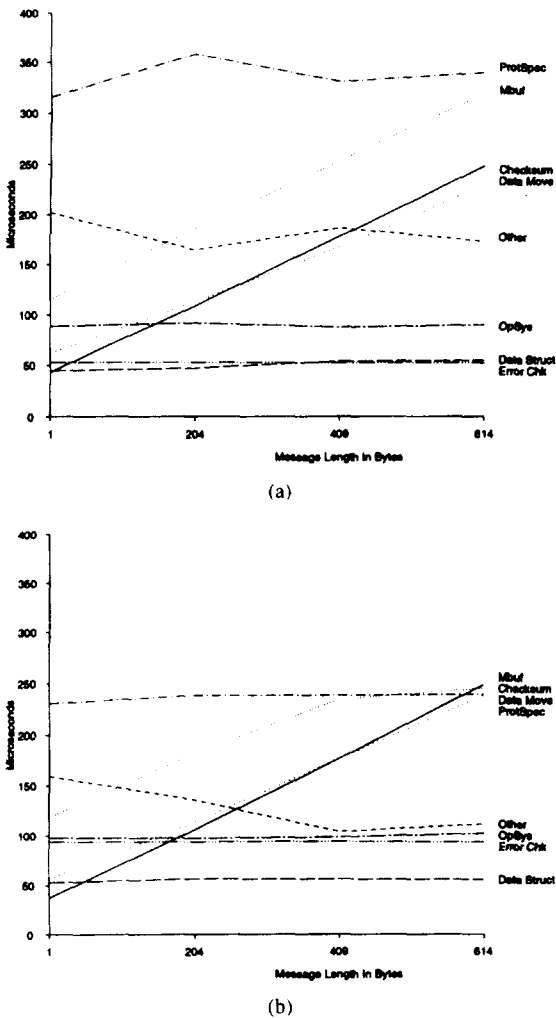 400
350
300
250
200
150
100
50
0
Microseconds
ProtSpec
Mbuf
Checksum
Data Move
Other
OpSys
Data Struct
Error Chk
1 204 409 614
Message Length In Bytes
(a)
400
350
300
250
200
150
100
50
0
Microseconds
Mbuf
Checksum
Data Move
ProtSpec
Other
OpSys
Error Chk
Data Struct
1 204 409 614
Message Length In Bytes
(b)